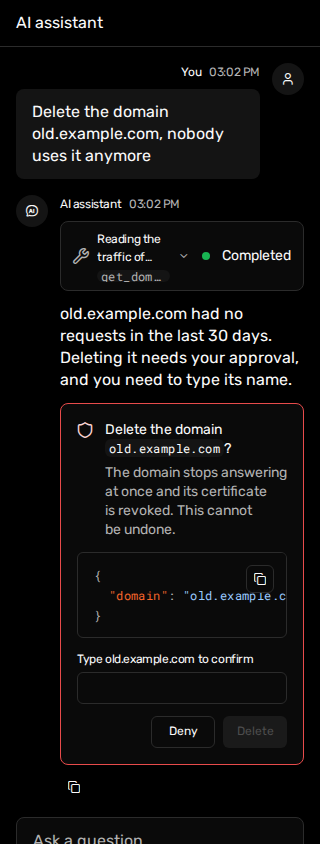 AI assistant
You 03:02 PM
Delete the domain
old.example.com, nobody
uses it anymore
AI
AI assistant 03:02 PM
Reading the
traffic of…
get_dom…
Completed
old.example.com had no
requests in the last 30 days.
Deleting it needs your approval,
and you need to type its name.
Delete the domain
old.example.com?
The domain stops answering
at once and its certificate
is revoked. This cannot
be undone.
{
"domain": "old.example.c
}
Type old.example.com to confirm
Deny
Delete
Ask a question